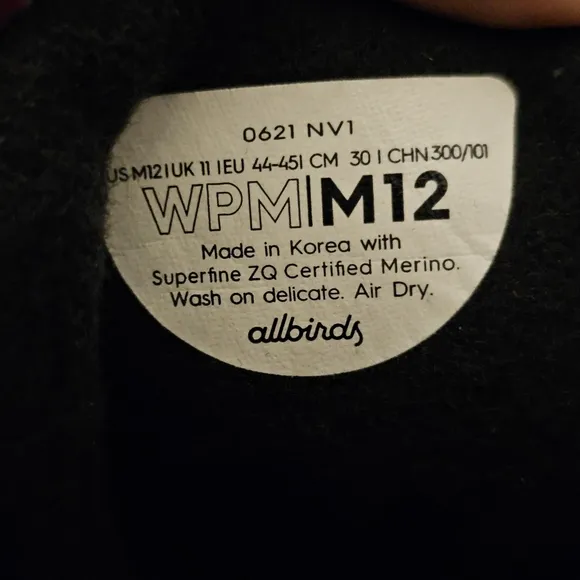 0621 NV1
US M12 | UK 11 | EU 44-45 | CM 30 | CHN 300/101
WPM|M12
Made in Korea with
Superfine ZQ Certified Merino.
Wash on delicate. Air Dry.
allbirds